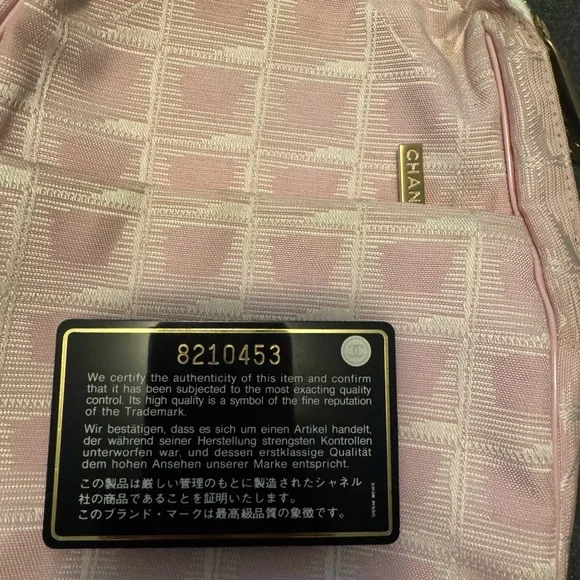 CHAN
8210453
We certify the authenticity of this item and confirm
that it has been subjected to the most exacting quality
control. Its high quality is a symbol of the fine reputation
of the Trademark.
Wir bestätigen, dass es sich um einen Artikel handelt,
der während seiner Herstellung strengsten Kontrollen
unterworfen war, und dessen erstklassige Qualität
dem hohen Ansehen unserer Marke entspricht.
この製品は厳しい管理のもとに製造されたシャネル
社の商品であることを証明いたします。
このブランド・マークは最高級品質の象徴です。